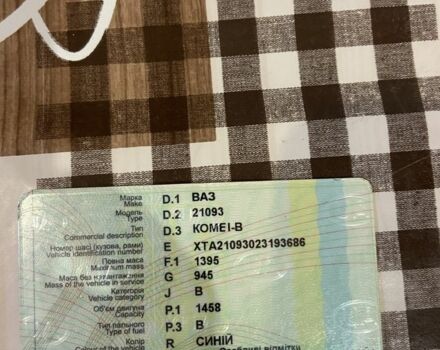 Марка D.1 ВАЗ
Make
Модель D.2 21093
Type
Тип D.3 КОМЕІ-В
Commercial description
Номер шасі (кузова, рами) E XTA21093023193686
Vehicle identification number
Повна маса F.1 1395
Maximum mass
Маса без навантаження G 945
Mass of the vehicle in service
Категорія J B
Vehicle category
Об'єм двигуна P.1 1458
Capacity
Тип пального P.3 B
Type of fuel
Колір R СИНІЙ
Colour of the vehicle Особливі відмітки